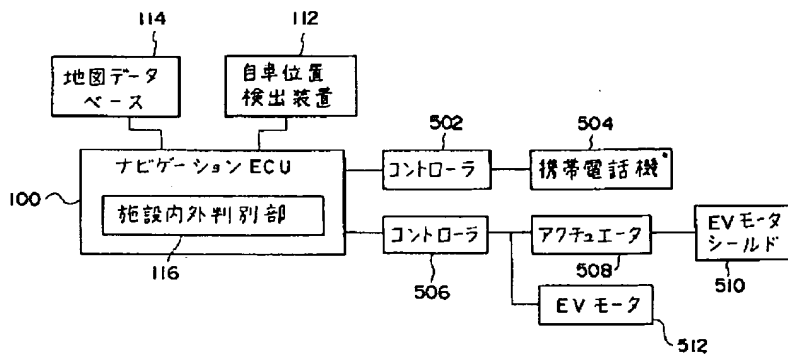 114
112
地図データ
ベース
自車位置
検出装置
502
504
ナビゲーションECU
コントローラ
携帯電話機
100
施設内外判別部
116
コントローラ
アクチュエータ
EVモータ
シールド
506
508
510
EVモータ
512